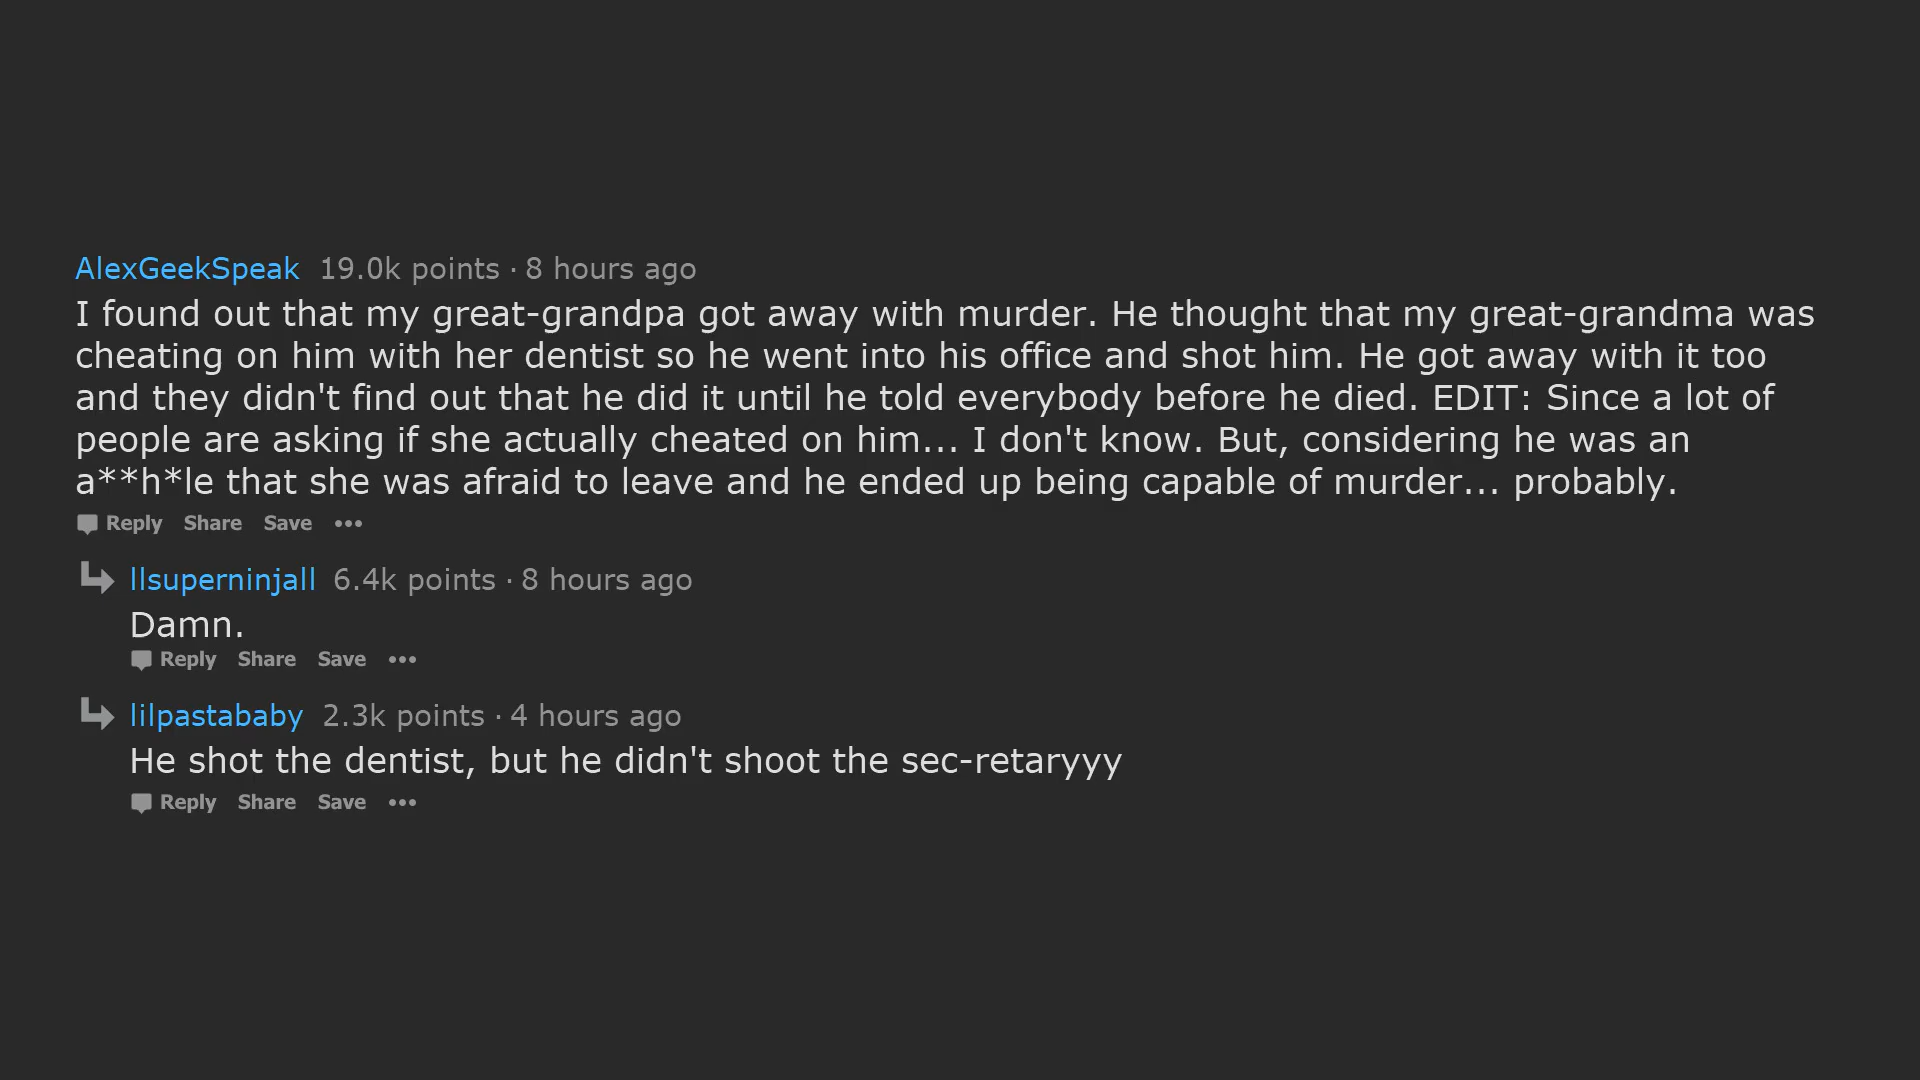 AlexGeekSpeak 19.0k points · 8 hours ago
I found out that my great-grandpa got away with murder. He thought that my great-grandma was
cheating on him with her dentist so he went into his office and shot him. He got away with it too
and they didn't find out that he did it until he told everybody before he died. EDIT: Since a lot of
people are asking if she actually cheated on him... I don't know. But, considering he was an
a**h*le that she was afraid to leave and he ended up being capable of murder... probably.
Reply Share Save •••
llsuperninjall 6.4k points · 8 hours ago
Damn.
Reply Share Save •••
lilpastababy 2.3k points · 4 hours ago
He shot the dentist, but he didn't shoot the sec-retaryyy
Reply Share Save •••